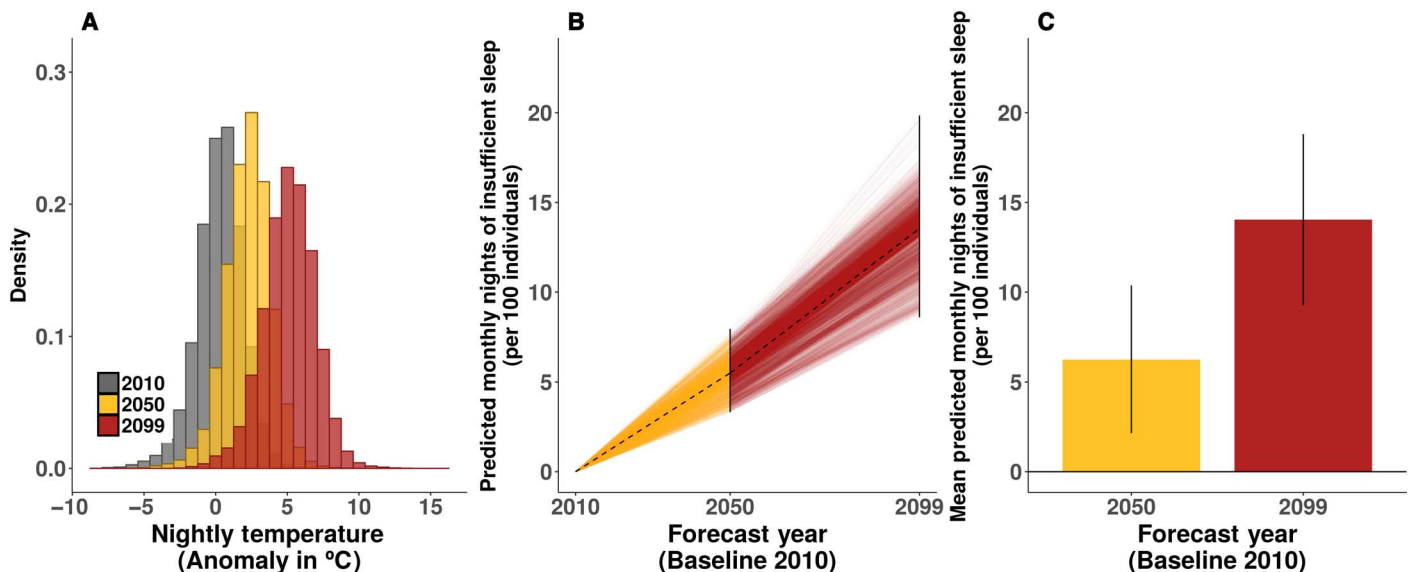 A
Density
0.3
0.2
0.1
0.0
2010
2050
2099
−10
−5
0
5
10
15
Nightly temperature
(Anomaly in ºC)
B
Predicted monthly nights of insufficient sleep
(per 100 individuals)
20
15
10
5
0
2010
2050
2099
Forecast year
(Baseline 2010)
C
Mean predicted monthly nights of insufficient sleep
(per 100 individuals)
20
15
10
5
0
2050
2099
Forecast year
(Baseline 2010)